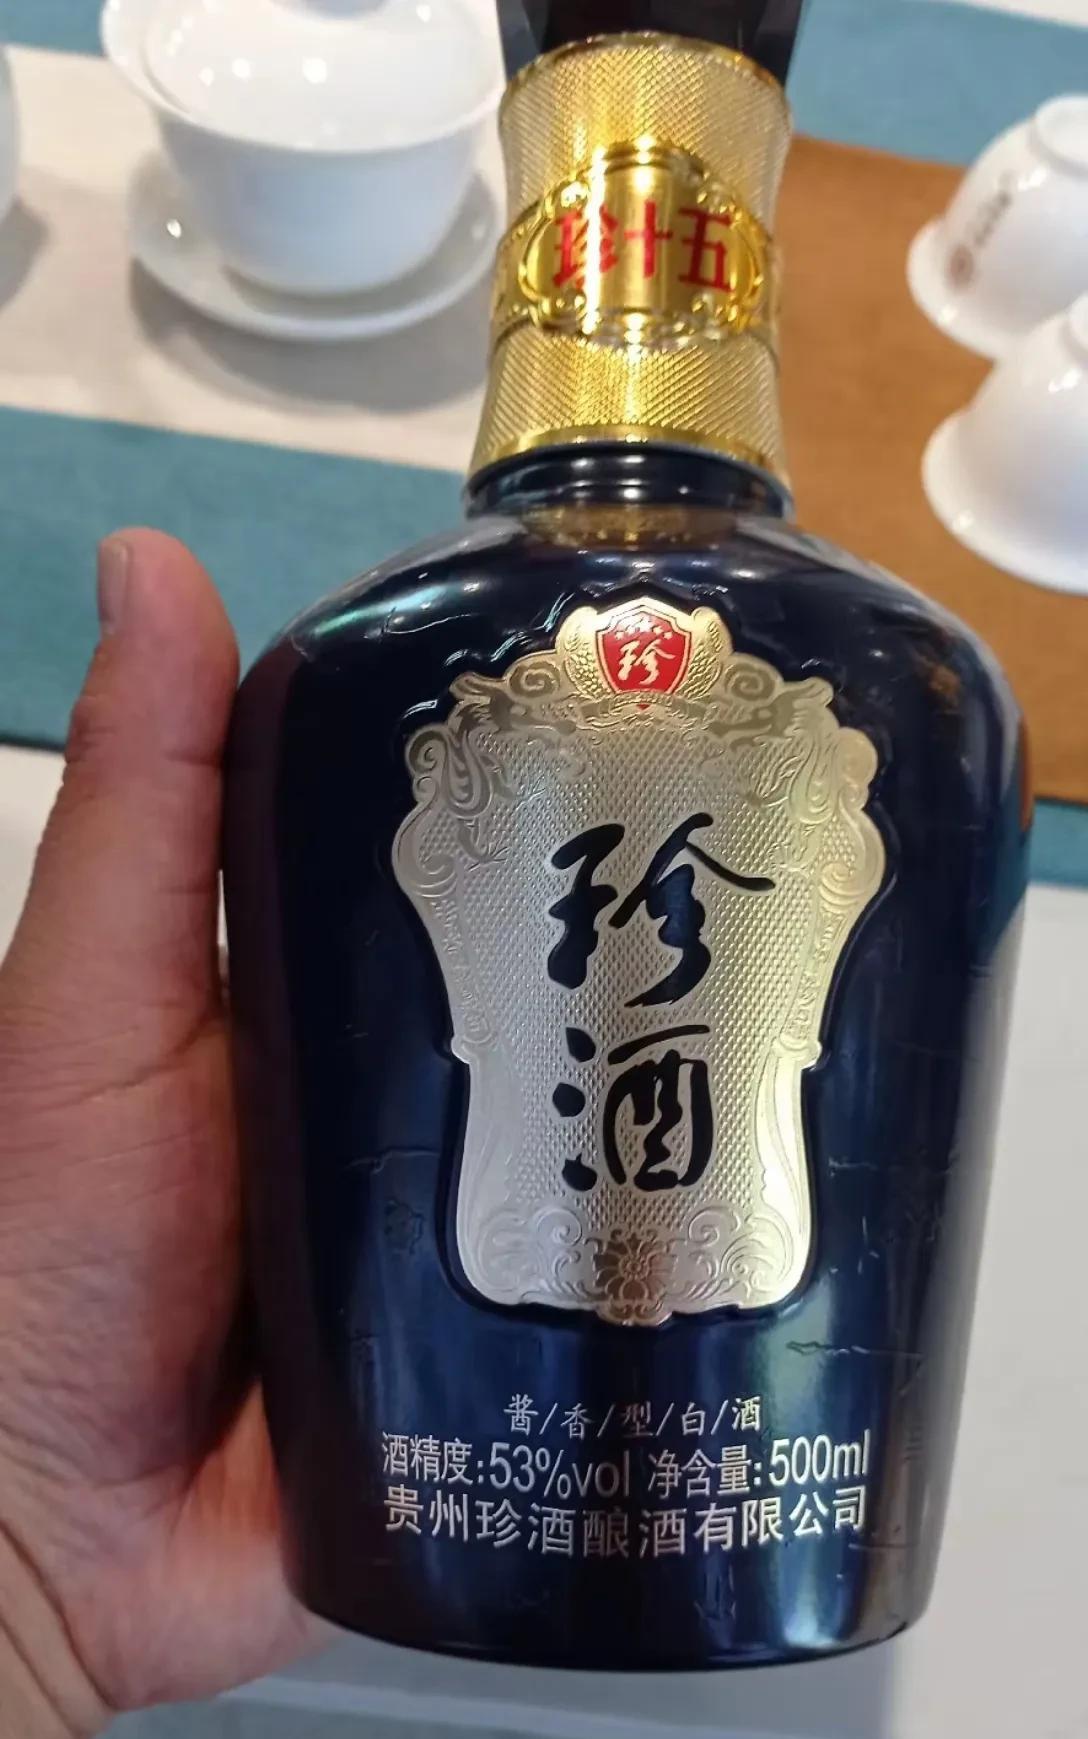 珍十五
珍
珍酒
酱/香/型/白/酒
酒精度:53%vol 净含量:500ml
贵州珍酒酿酒有限公司